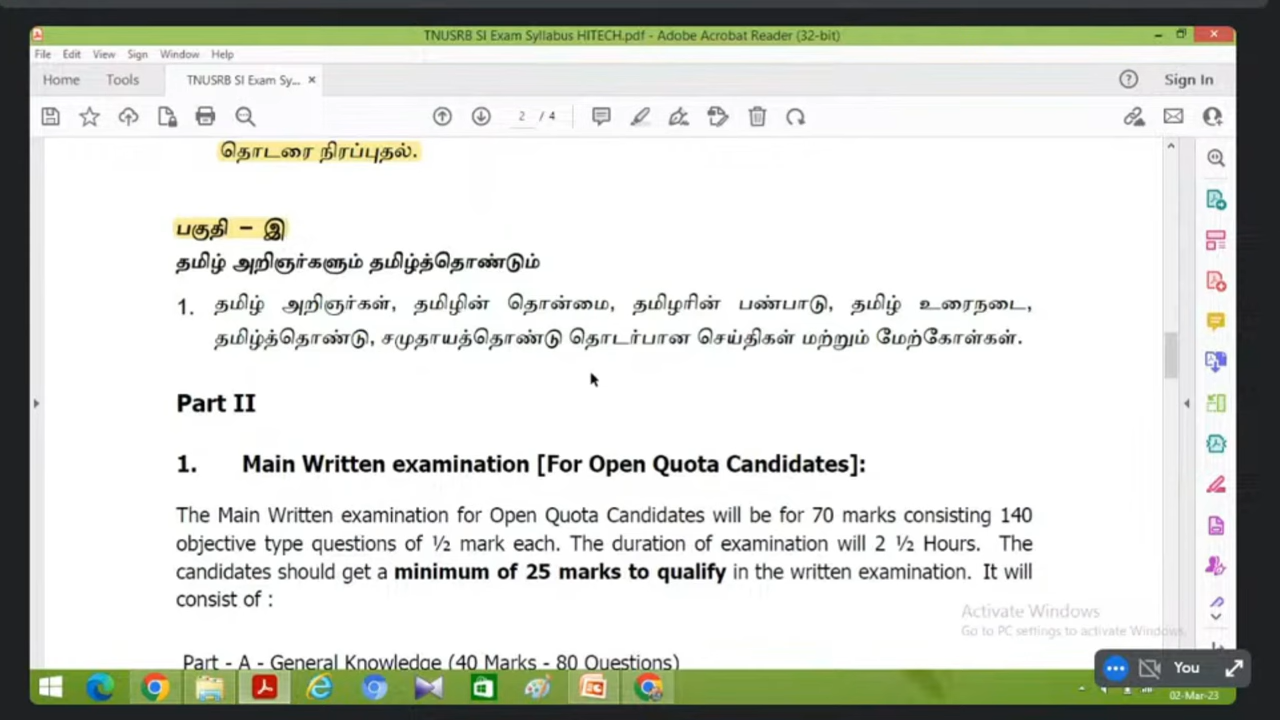 TNUSRB SI Exam Syllabus HITECH.pdf - Adobe Acrobat Reader (32-bit)
File Edit View Sign Window Help
Home Tools TNUSRB SI Exam Sy... × Sign In
2 / 4
தொடரை நிரப்புதல்.
பகுதி – இ
தமிழ் அறிஞர்களும் தமிழ்த்தொண்டும்
1. தமிழ் அறிஞர்கள், தமிழின் தொன்மை, தமிழரின் பண்பாடு, தமிழ் உரைநடை,
தமிழ்த்தொண்டு, சமுதாயத்தொண்டு தொடர்பான செய்திகள் மற்றும் மேற்கோள்கள்.
Part II
1. Main Written examination [For Open Quota Candidates]:
The Main Written examination for Open Quota Candidates will be for 70 marks consisting 140
objective type questions of ½ mark each. The duration of examination will 2 ½ Hours. The
candidates should get a minimum of 25 marks to qualify in the written examination. It will
consist of :
Activate Windows
Go to PC settings to activate Windows.
Part - A - General Knowledge (40 Marks - 80 Questions)
You
02-Mar-23